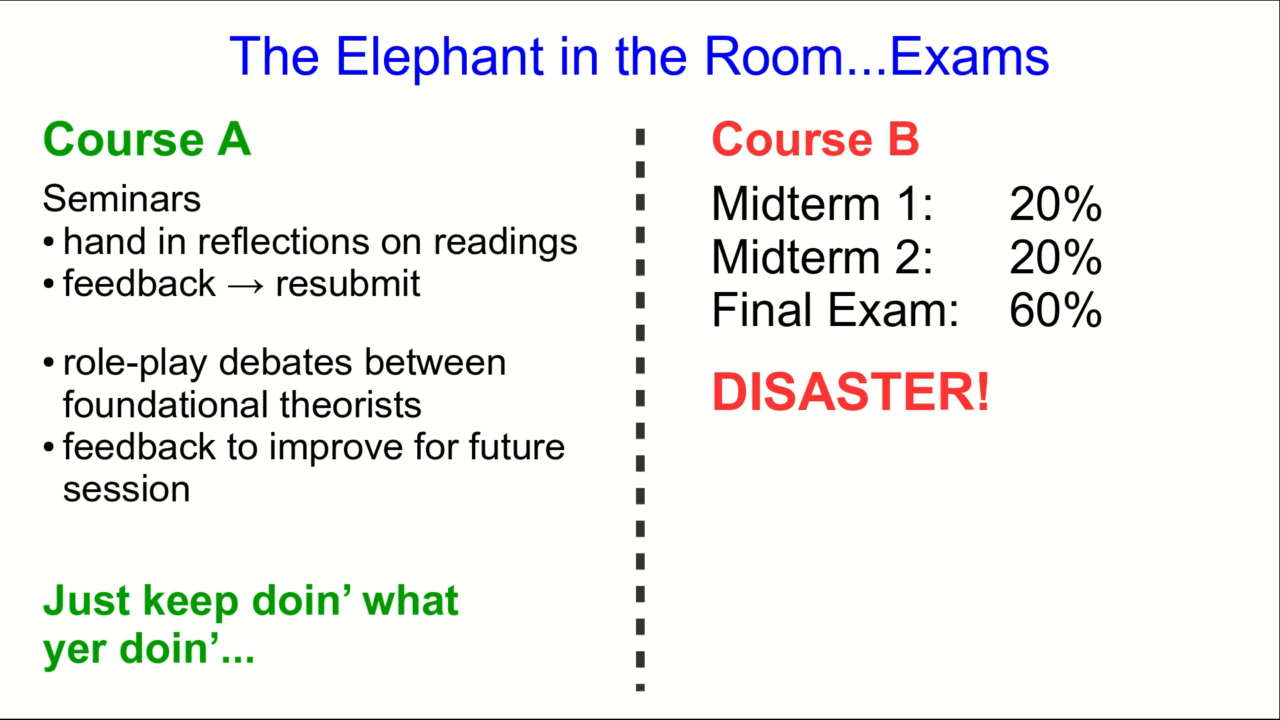 The Elephant in the Room...Exams
Course A
Seminars
• hand in reflections on readings
• feedback → resubmit
• role-play debates between
foundational theorists
• feedback to improve for future
session
Just keep doin’ what
yer doin’...
Course B
Midterm 1: 20%
Midterm 2: 20%
Final Exam: 60%
DISASTER!